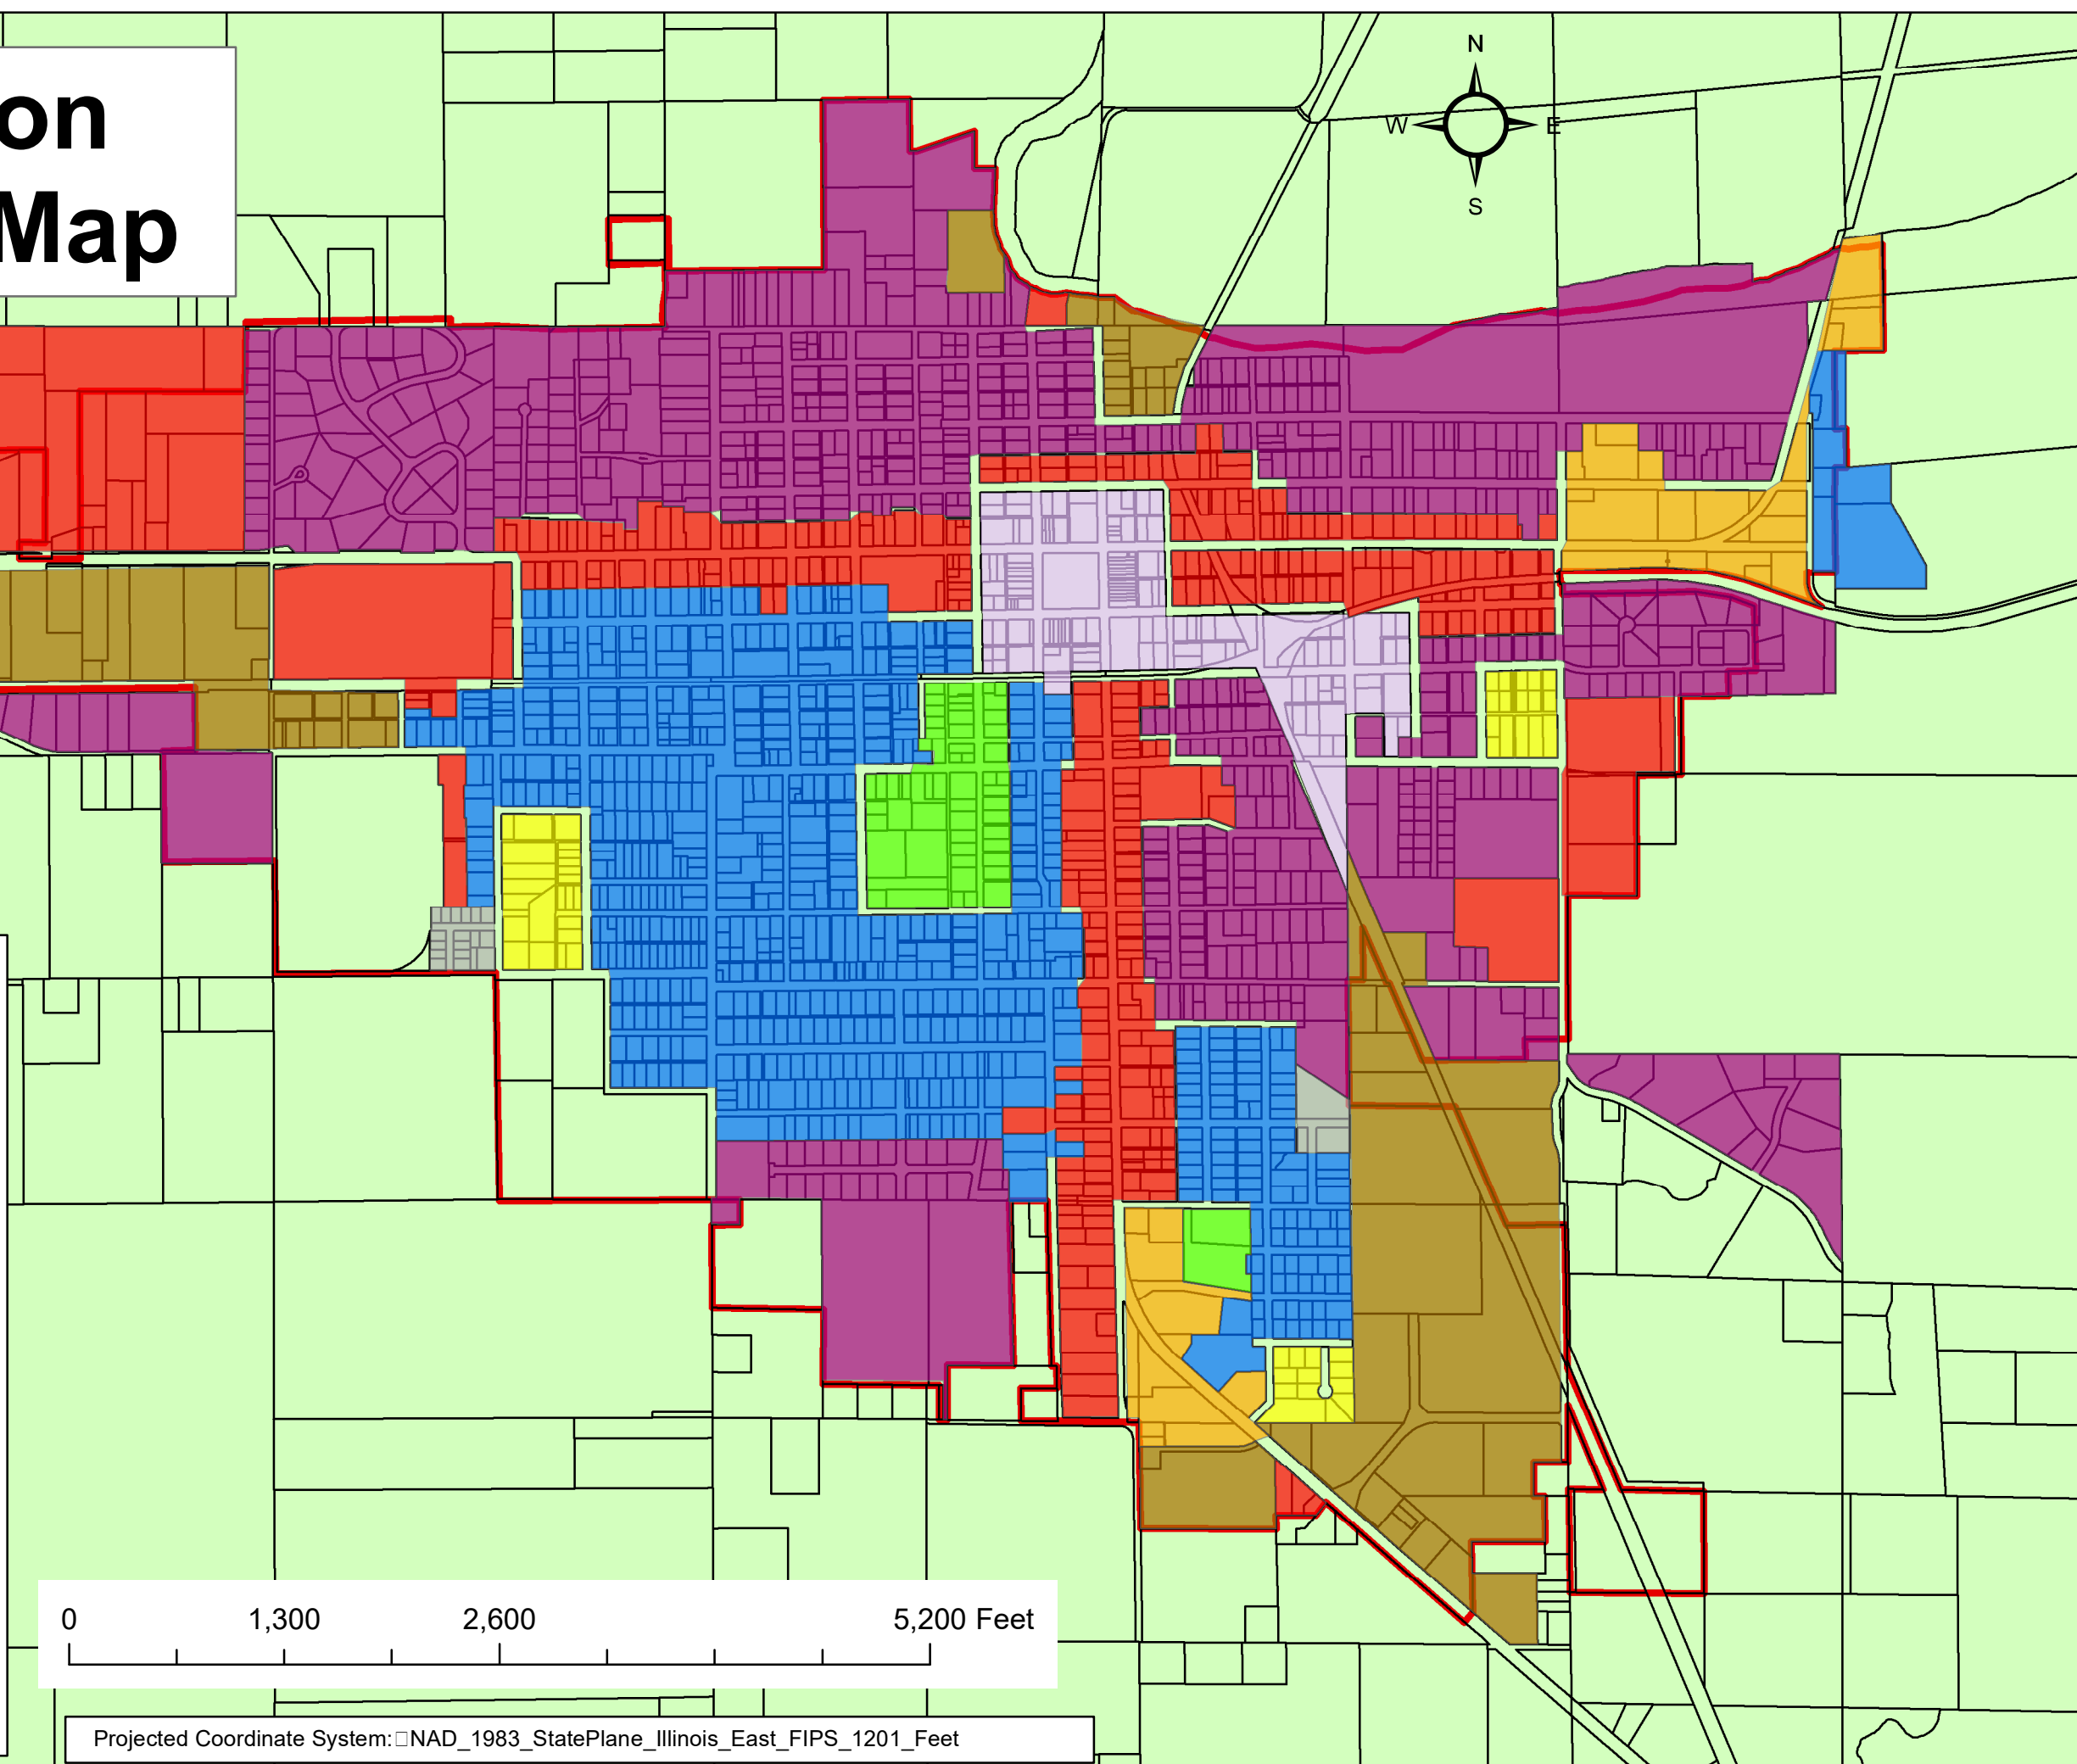 on
Map
N
W E
S
0 1,300 2,600 5,200 Feet
Projected Coordinate System:□NAD_1983_StatePlane_Illinois_East_FIPS_1201_Feet